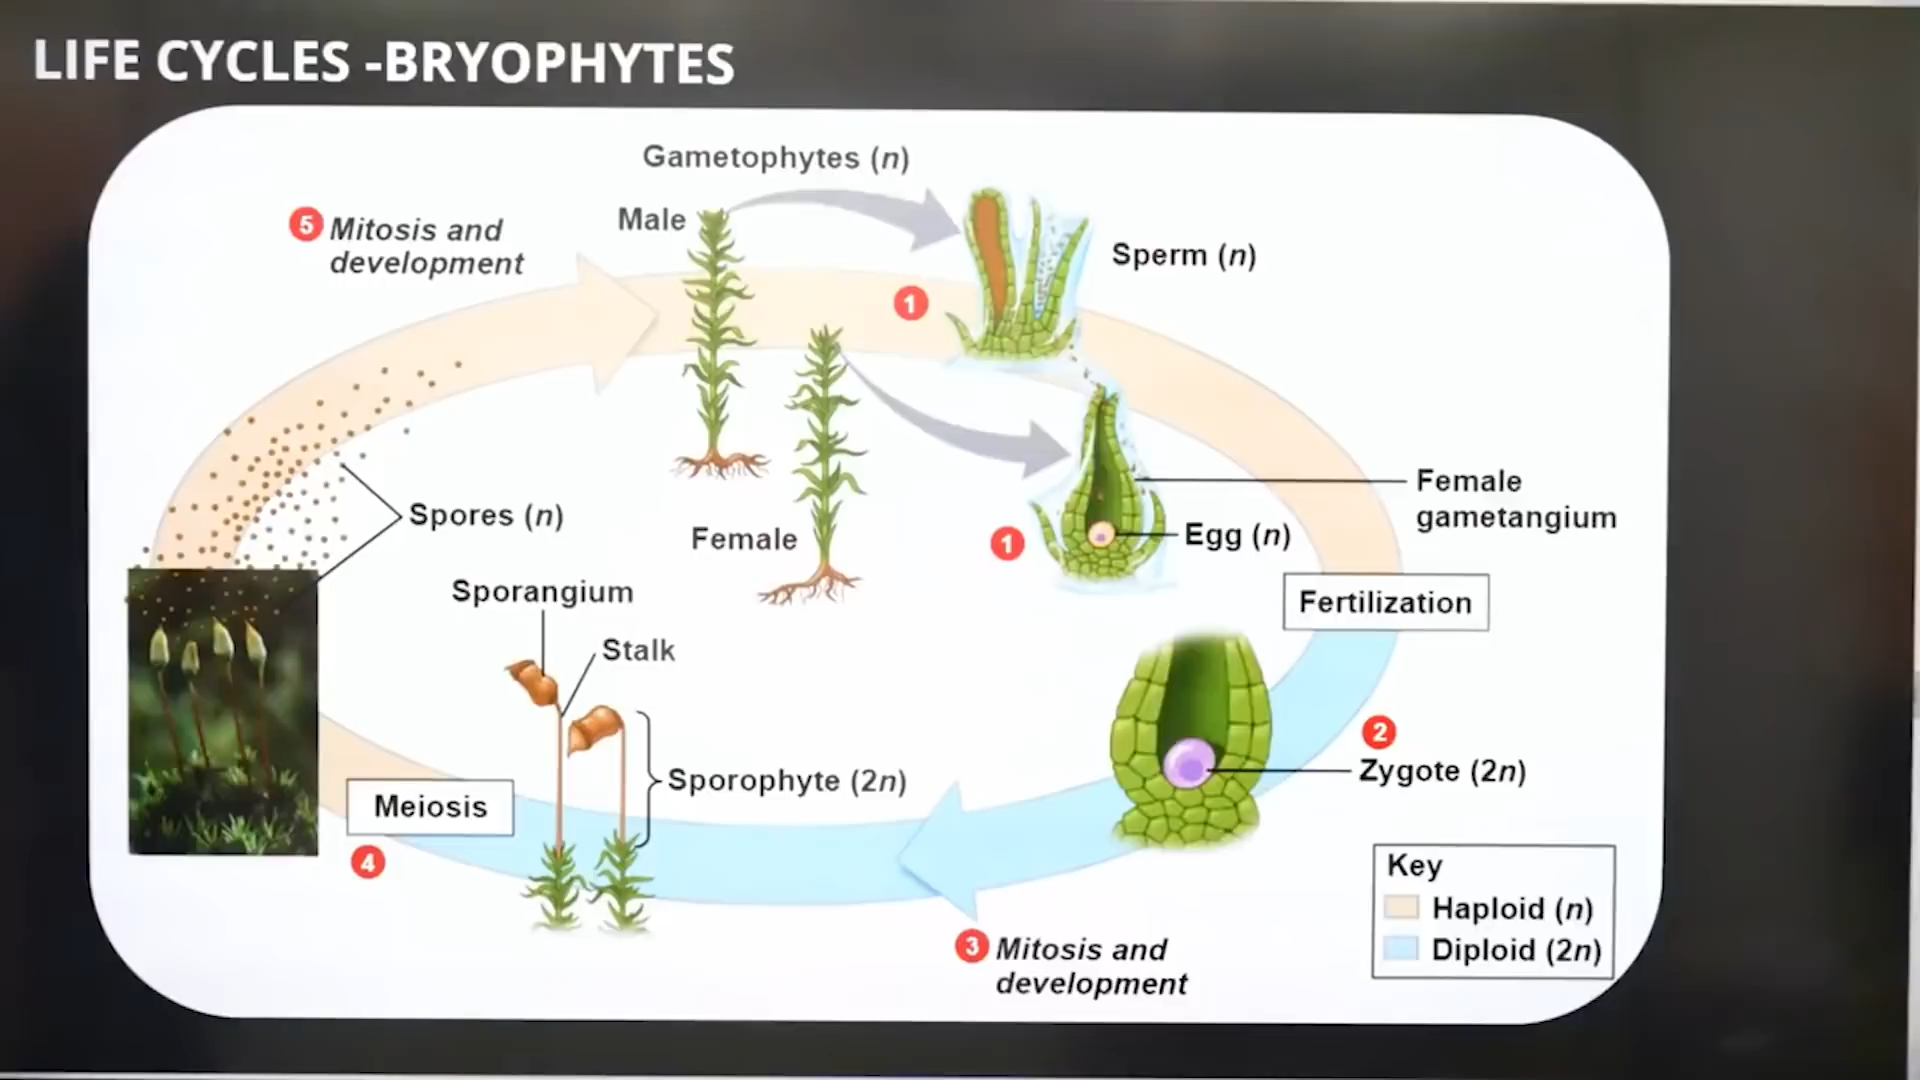 LIFE CYCLES -BRYOPHYTES
Gametophytes (n)
5 Mitosis and
development
Male
Sperm (n)
1
Female
gametangium
Spores (n)
Female
1
Egg (n)
Sporangium
Fertilization
Stalk
2
Zygote (2n)
Sporophyte (2n)
Meiosis
4
Key
Haploid (n)
Diploid (2n)
3 Mitosis and
development